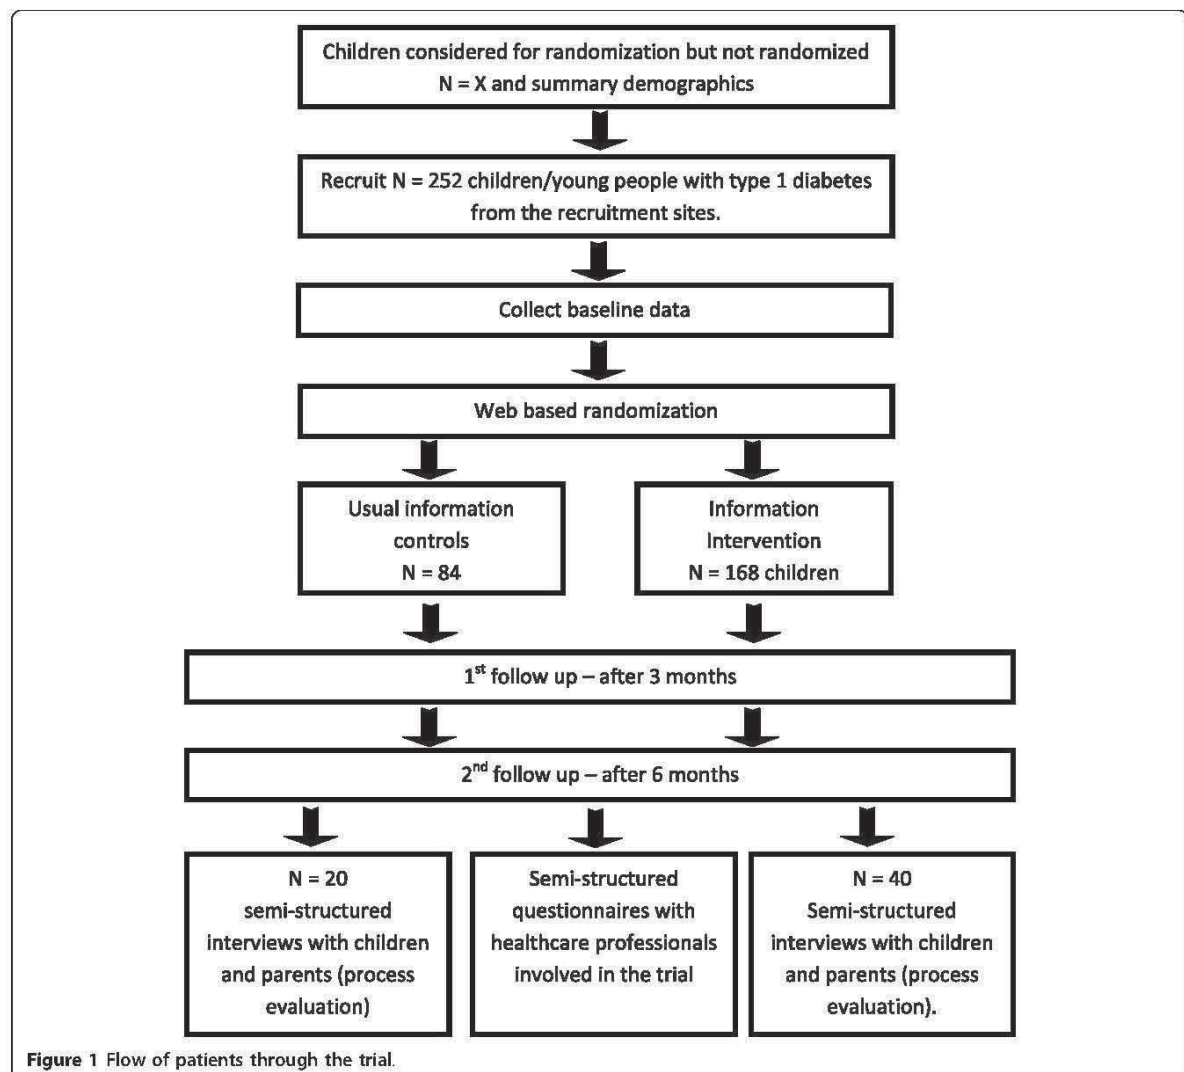 Children considered for randomization but not randomized
N = X and summary demographics
Recruit N = 252 children/young people with type 1 diabetes
from the recruitment sites.
Collect baseline data
Web based randomization
Usual information
controls
N = 84
Information
Intervention
N = 168 children
1st follow up – after 3 months
2nd follow up – after 6 months
N = 20
semi-structured
interviews with children
and parents (process
evaluation)
Semi-structured
questionnaires with
healthcare professionals
involved in the trial
N = 40
Semi-structured
interviews with children
and parents (process
evaluation).
Figure 1 Flow of patients through the trial.